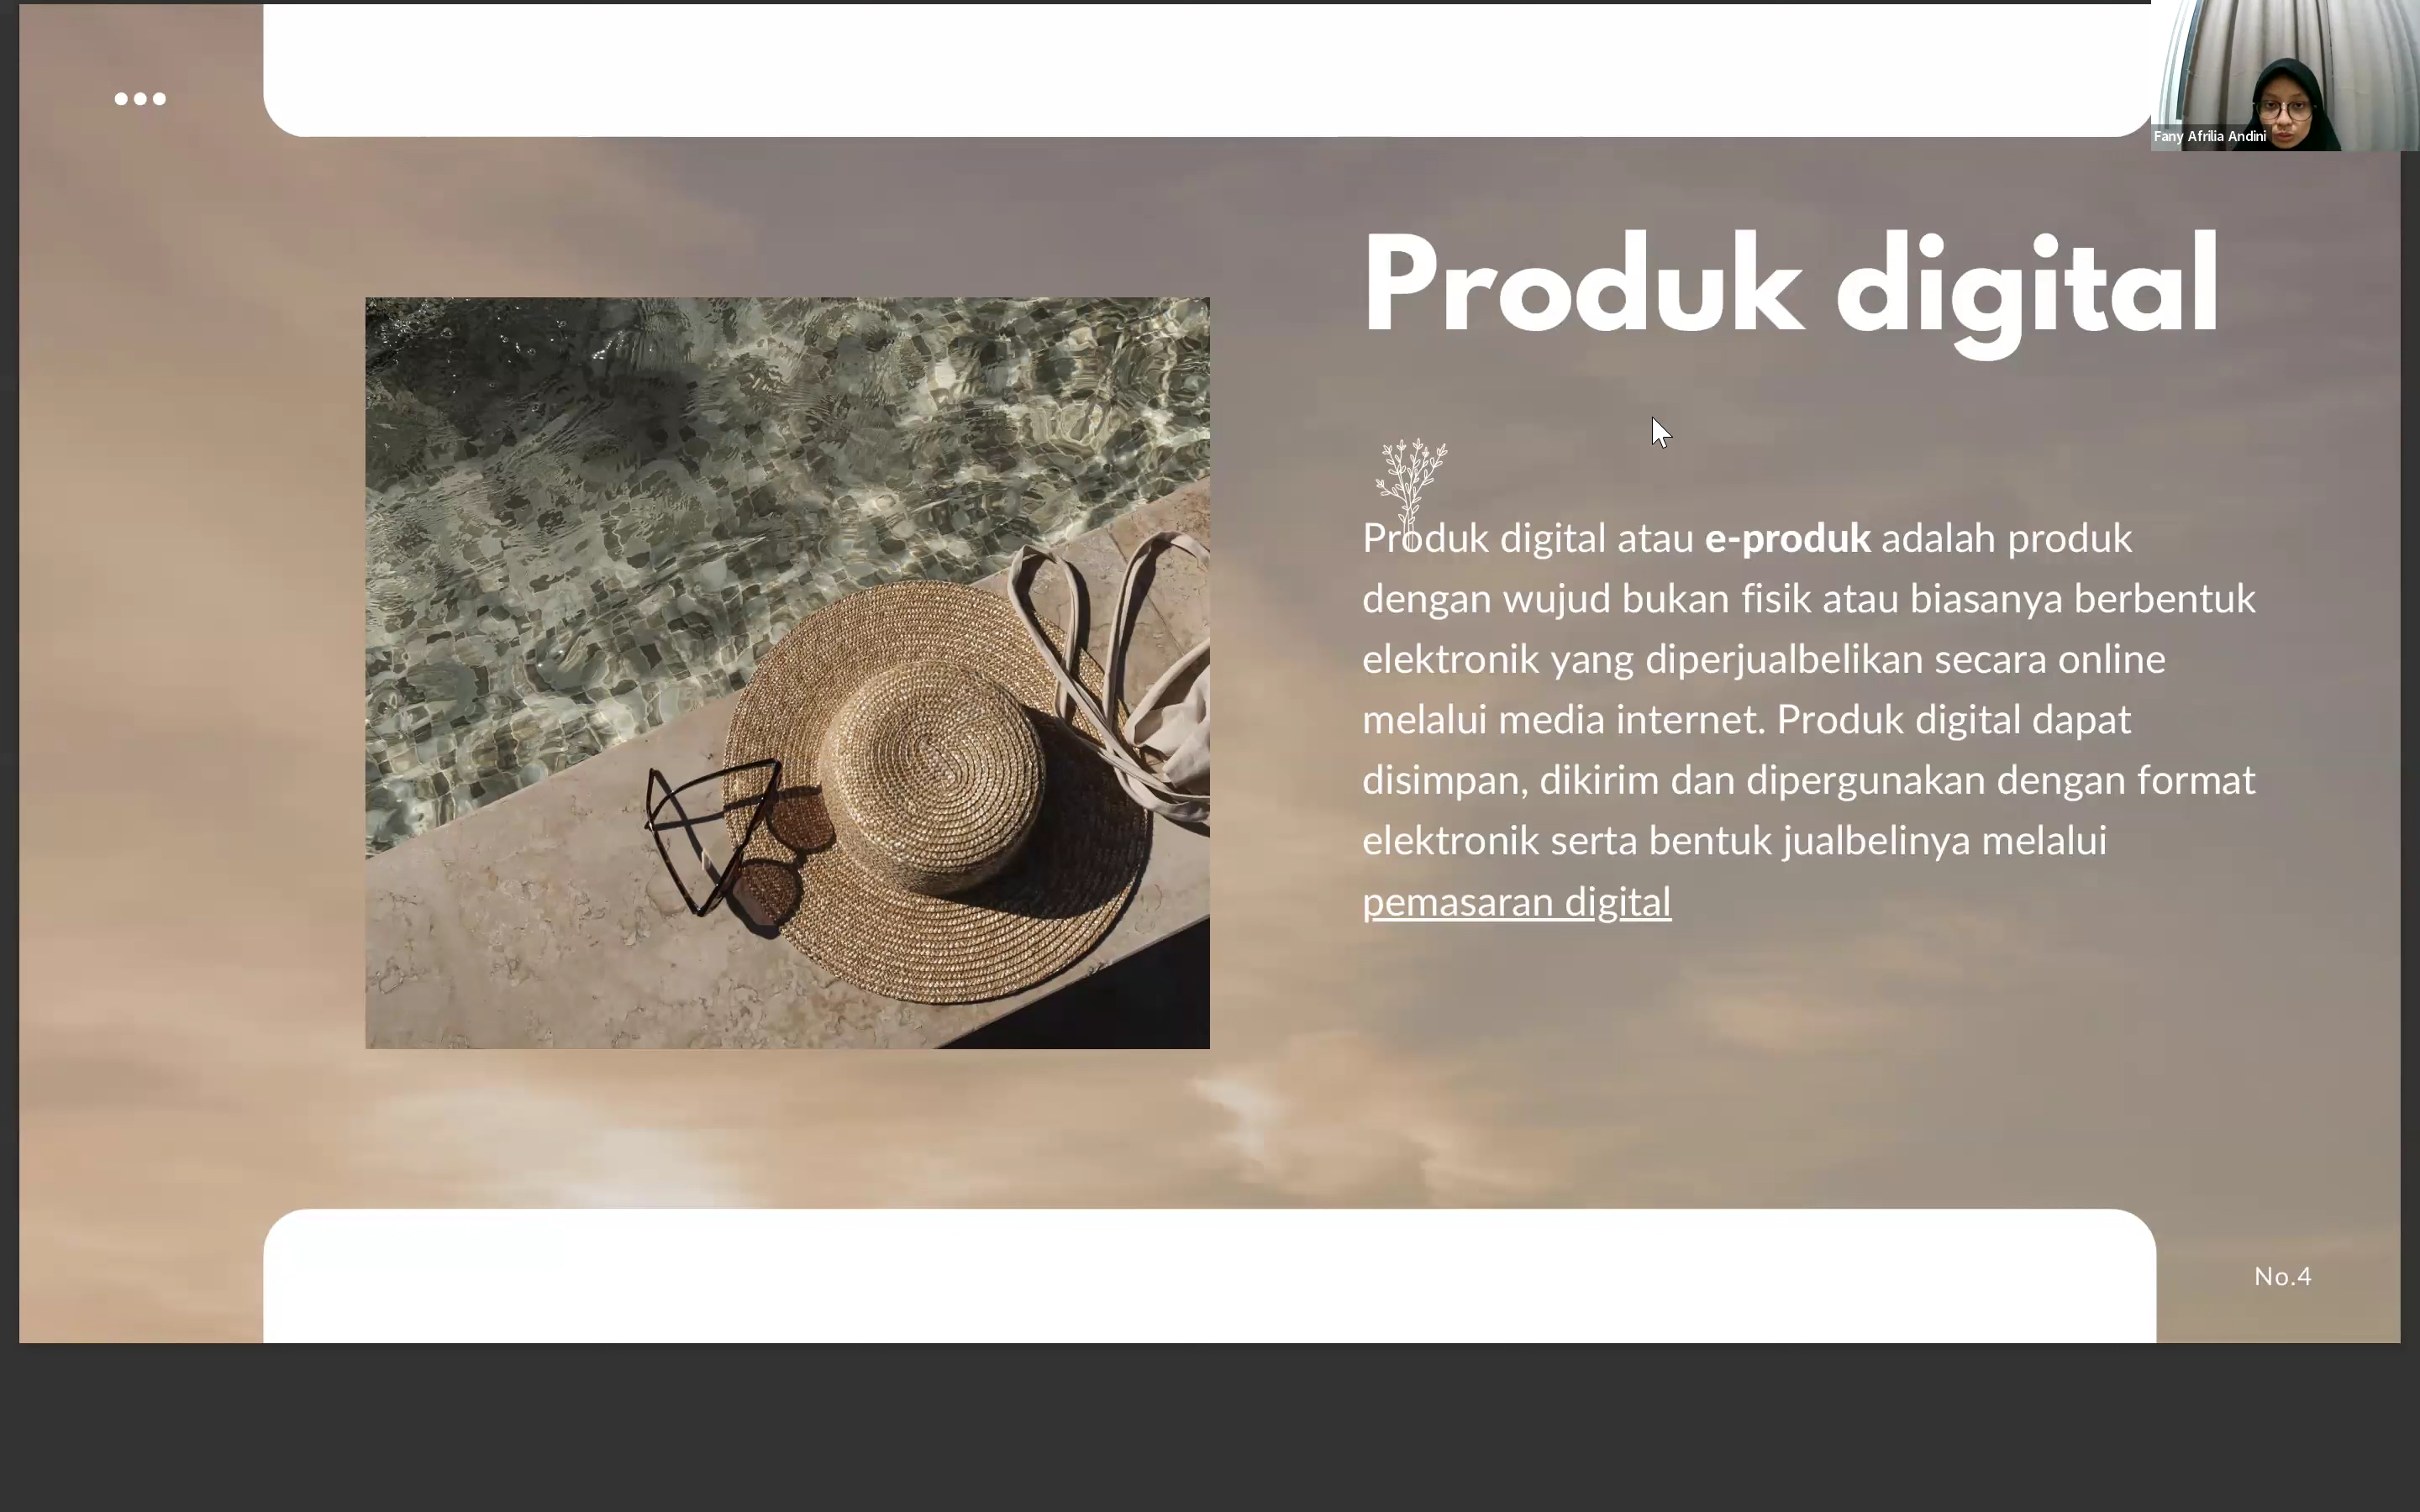 Fany Afrilia Andini
Produk digital
Produk digital atau e-produk adalah produk
dengan wujud bukan fisik atau biasanya berbentuk
elektronik yang diperjualbelikan secara online
melalui media internet. Produk digital dapat
disimpan, dikirim dan dipergunakan dengan format
elektronik serta bentuk jualbelinya melalui
pemasaran digital
No.4